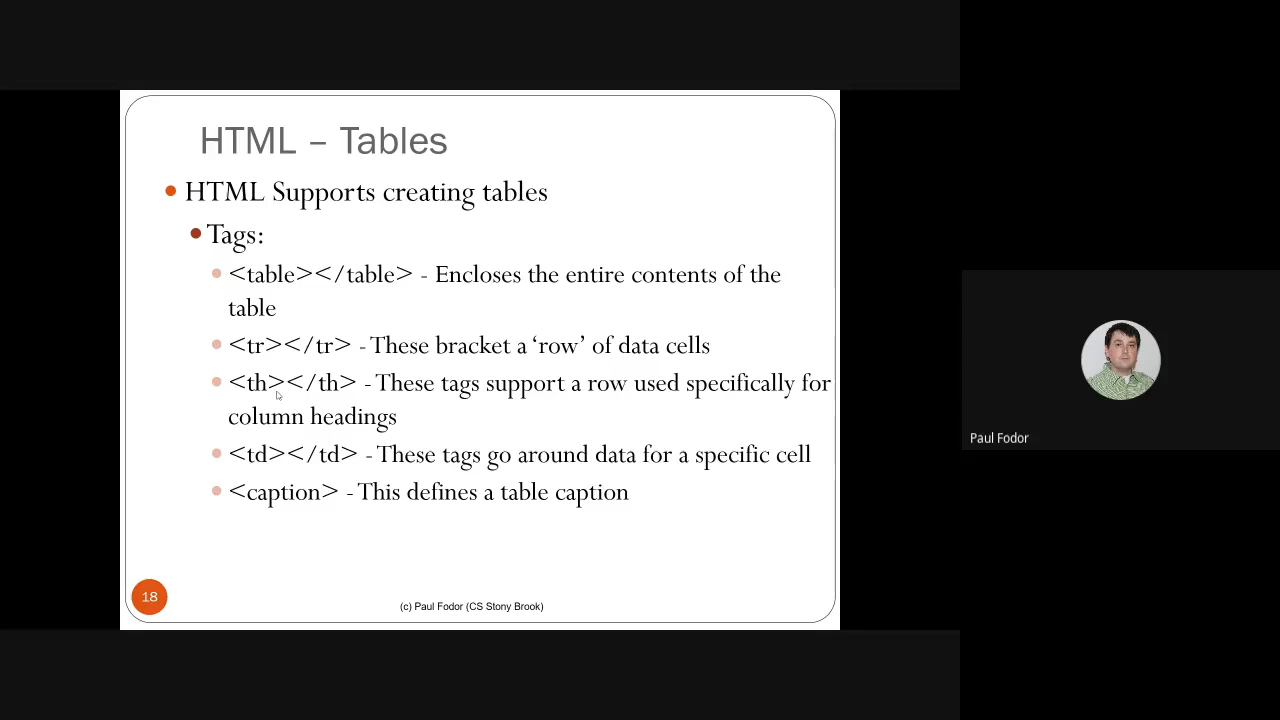 HTML – Tables
HTML Supports creating tables
Tags:
<table></table> - Encloses the entire contents of the
table
<tr></tr> - These bracket a ‘row’ of data cells
<th></th> - These tags support a row used specifically for
column headings
<td></td> - These tags go around data for a specific cell
<caption> - This defines a table caption
18
(c) Paul Fodor (CS Stony Brook)
Paul Fodor